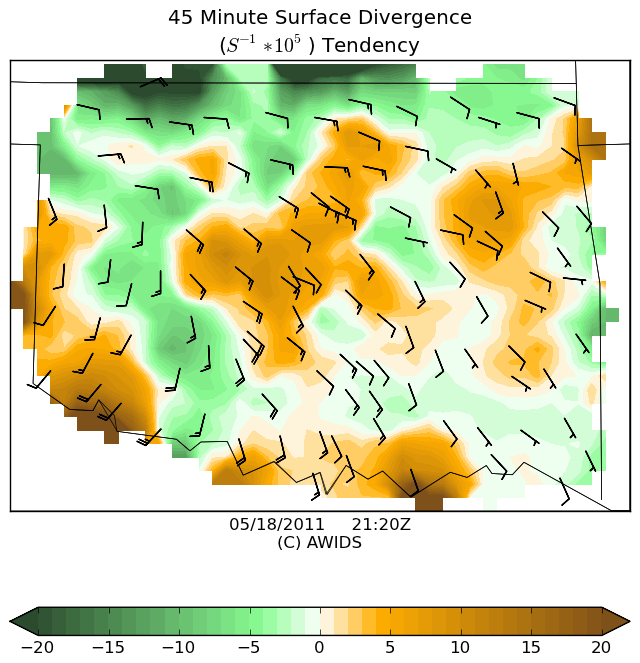 45 Minute Surface Divergence
(S⁻¹ *10⁵ ) Tendency
05/18/2011 21:20Z
(C) AWIDS
−20 −15 −10 −5 0 5 10 15 20